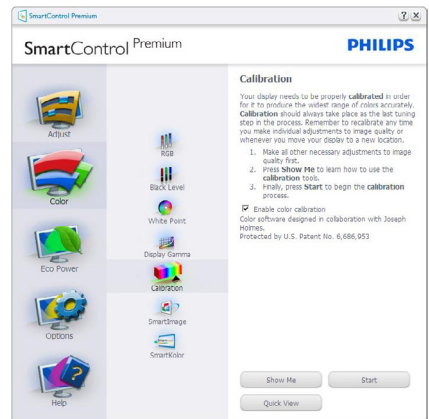 SmartControl Premium
SmartControl Premium
PHILIPS
Adjust
Color
Eco Power
Options
Help
RGB
Black Level
White Point
Display Gamma
Calibration
SmartImage
SmartKolor
Calibration
Your display needs to be properly calibrated in order
for it to produce the widest range of colors accurately.
Calibration should always take place as the last tuning
step in the process. Remember to recalibrate any time
you make individual adjustments to image quality or
whenever you move your display to a new location.
1. Make all other necessary adjustments to image
quality first.
2. Press Show Me to learn how to use the
calibration tools.
3. Finally, press Start to begin the calibration
process.
Enable color calibration
Color software designed in collaboration with Joseph
Holmes.
Protected by U.S. Patent No. 6,686,953
Show Me
Start
Quick View